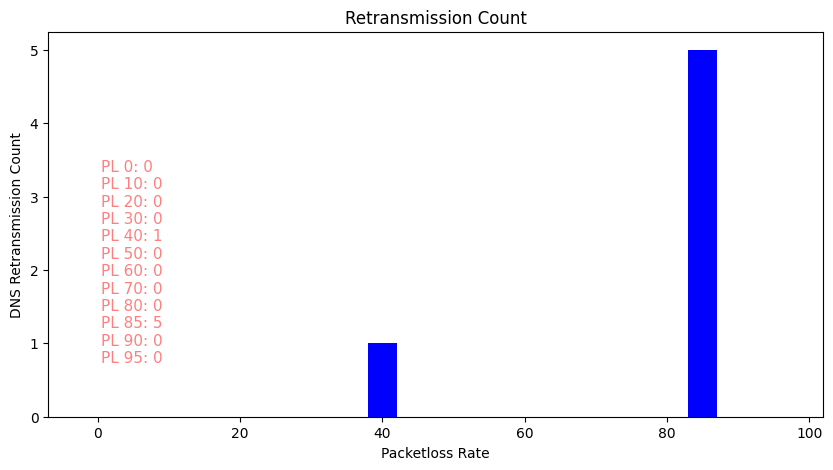 Retransmission Count
5
4
3
2
1
0
DNS Retransmission Count
PL 0: 0
PL 10: 0
PL 20: 0
PL 30: 0
PL 40: 1
PL 50: 0
PL 60: 0
PL 70: 0
PL 80: 0
PL 85: 5
PL 90: 0
PL 95: 0
0 20 40 60 80 100
Packetloss Rate